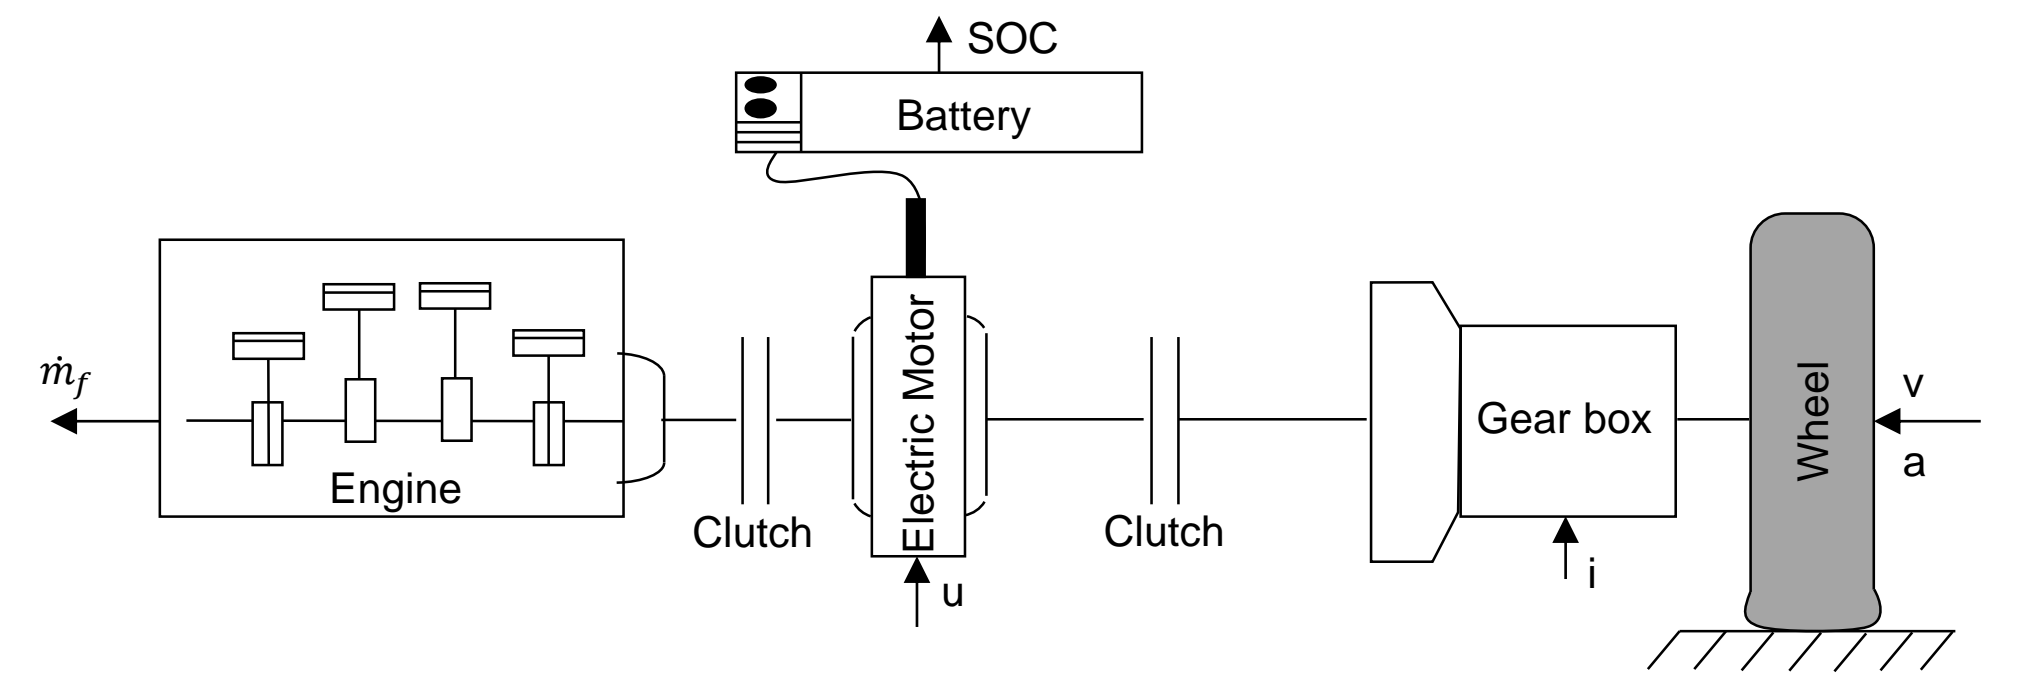 SOC
Battery
Electric Motor
ṁ_f
Engine
Clutch
Clutch
u
Gear box
i
Wheel
v
a